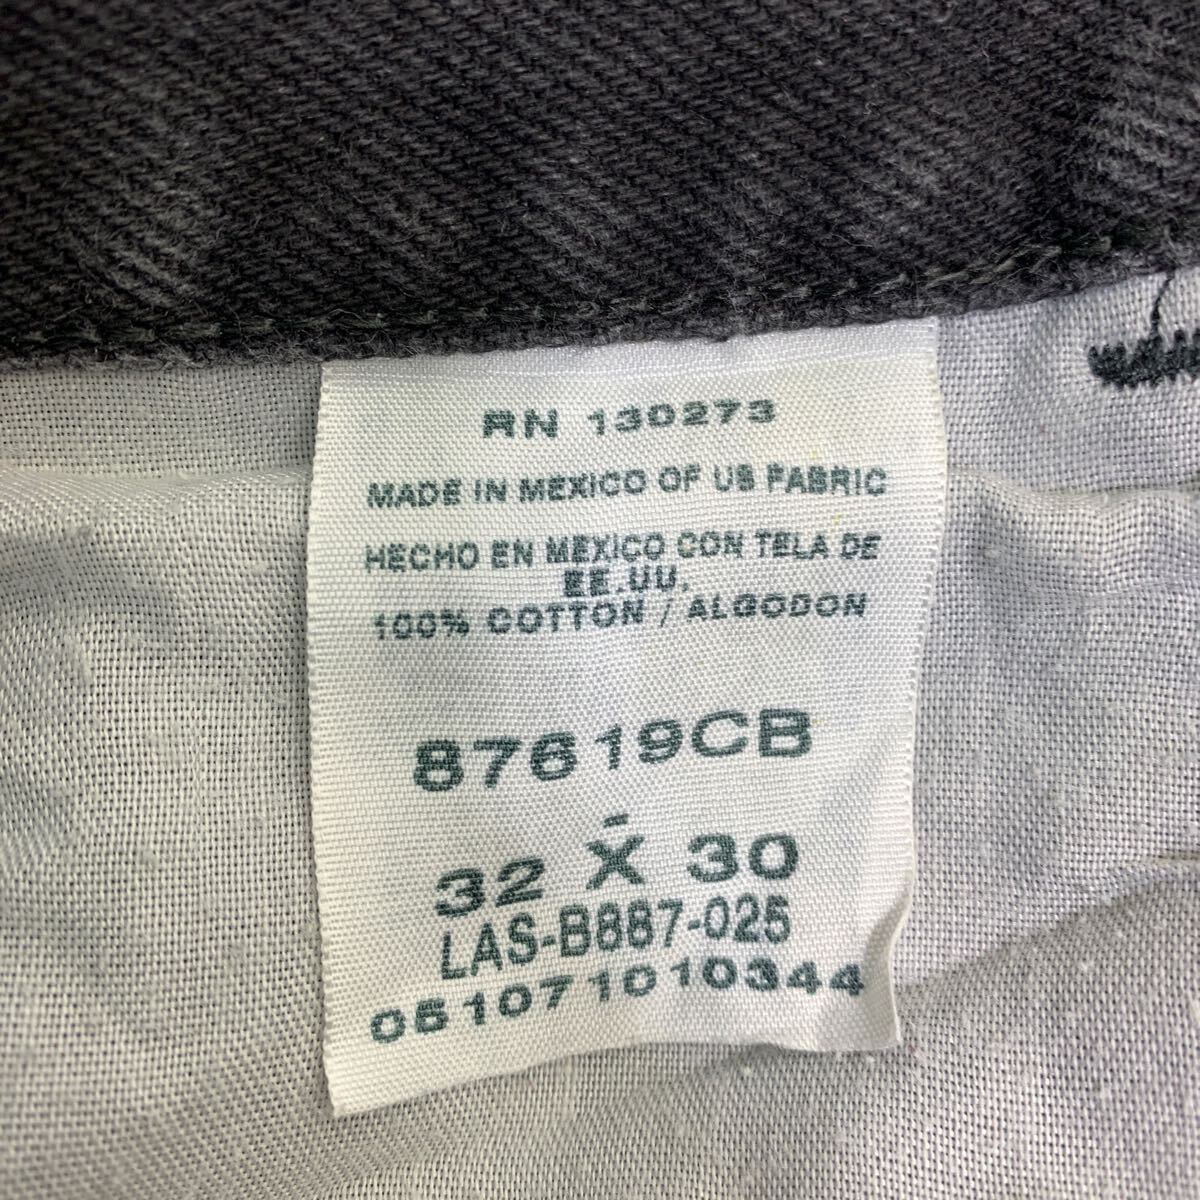 RN 130273
MADE IN MEXICO OF US FABRIC
HECHO EN MEXICO CON TELA DE
EE.UU.
100% COTTON / ALGODON
87619CB
-
32 X 30
LAS-B887-025
051071010344